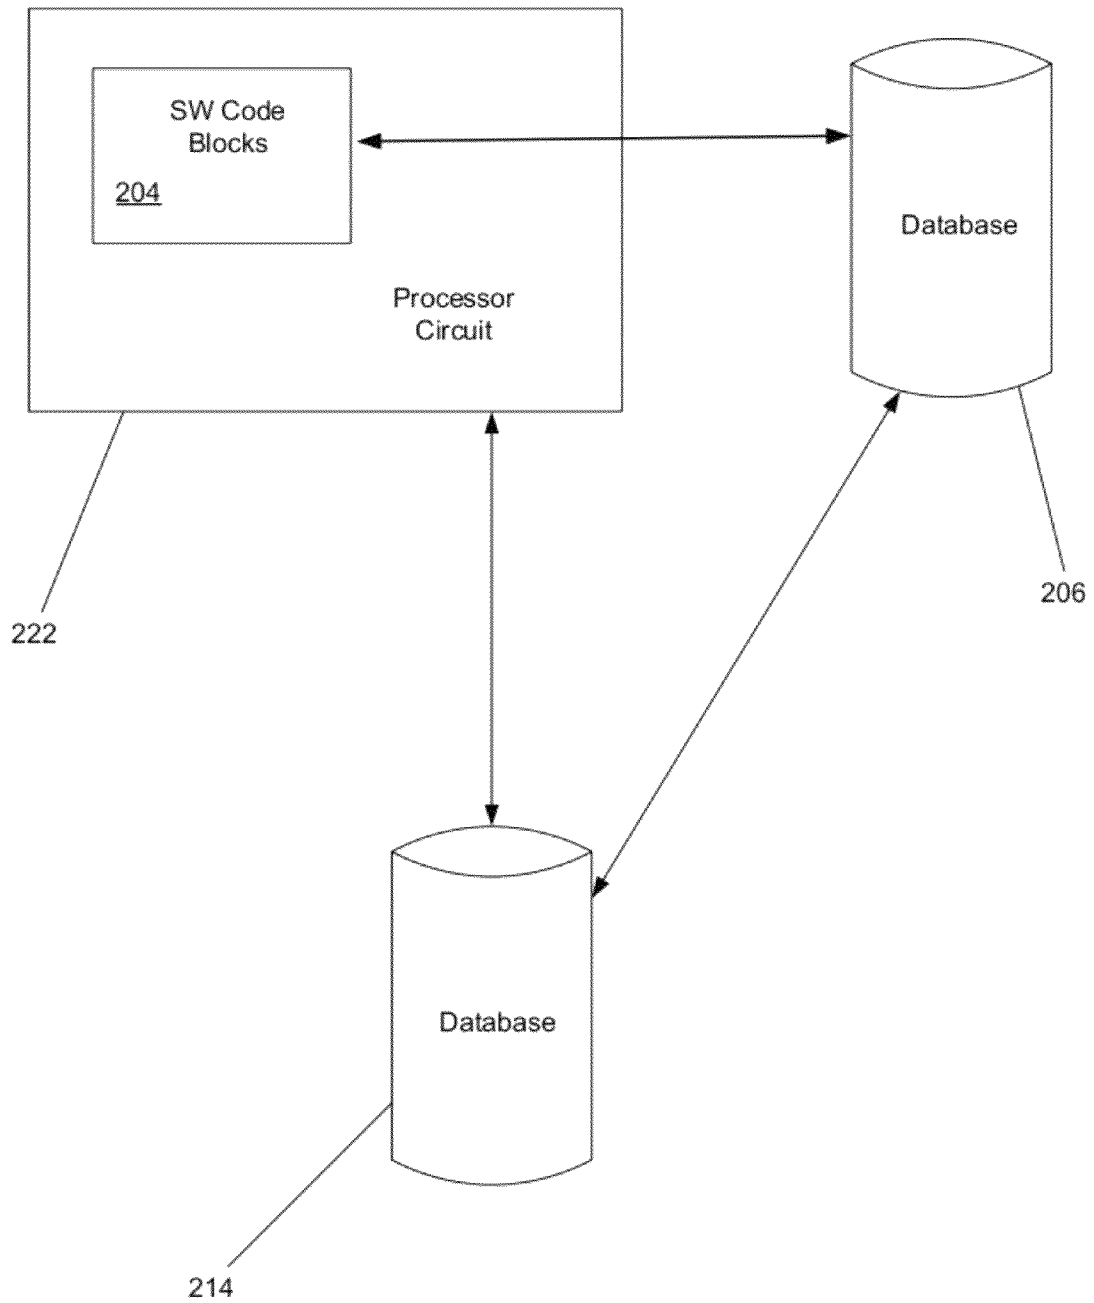 SW Code
Blocks
204
Database
Processor
Circuit
206
222
Database
214